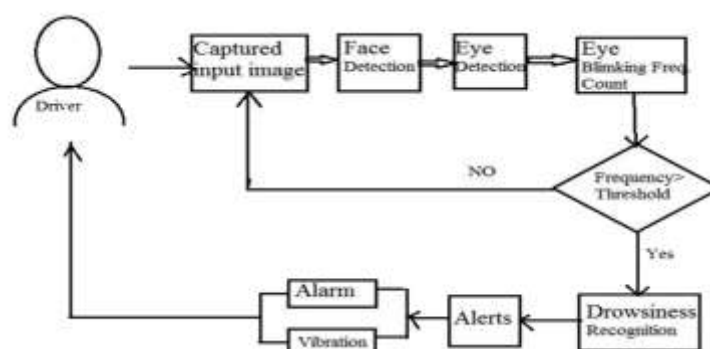 Driver
Captured
input image
Face
Detection
Eye
Detection
Eye
Blimking Freq.
Count
Frequency>
Threshold
NO
Yes
Drowsiness
Recognition
Alerts
Alarm
Vibration